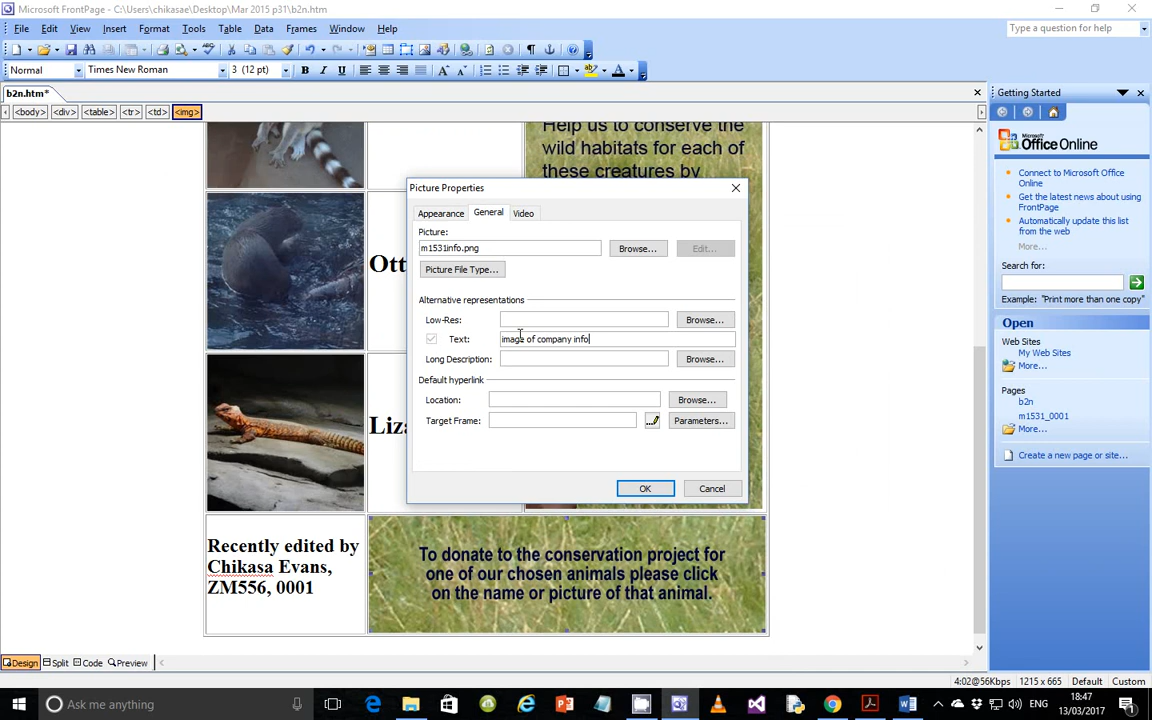 Microsoft FrontPage - C:\Users\chikasae\Desktop\Mar 2015 p31\b2n.htm
File Edit View Insert Format Tools Table Data Frames Window Help
Type a question for help
Normal Times New Roman 3 (12 pt) B I U
b2n.htm*
<body> <div> <table> <tr> <td> <img>
Getting Started
Microsoft Office Online
Connect to Microsoft Office Online
Get the latest news about using FrontPage
Automatically update this list from the web
More...
Search for:
Example: "Print more than one copy"
Open
Web Sites
My Web Sites
More...
Pages
b2n
m1531_0001
More...
Create a new page or site...
Help us to conserve the
wild habitats for each of
these creatures by
Picture Properties
Appearance General Video
Picture:
m1531info.png Browse... Edit...
Picture File Type...
Alternative representations
Low-Res: Browse...
Text: image of company info
Long Description: Browse...
Default hyperlink
Location: Browse...
Target Frame: Parameters...
OK Cancel
Ott
Liz
Recently edited by
Chikasa Evans,
ZM556, 0001
To donate to the conservation project for
one of our chosen animals please click
on the name or picture of that animal.
Design Split Code Preview
4:02@56Kbps 1215 x 665 Default Custom
Ask me anything
ENG
18:47
13/03/2017